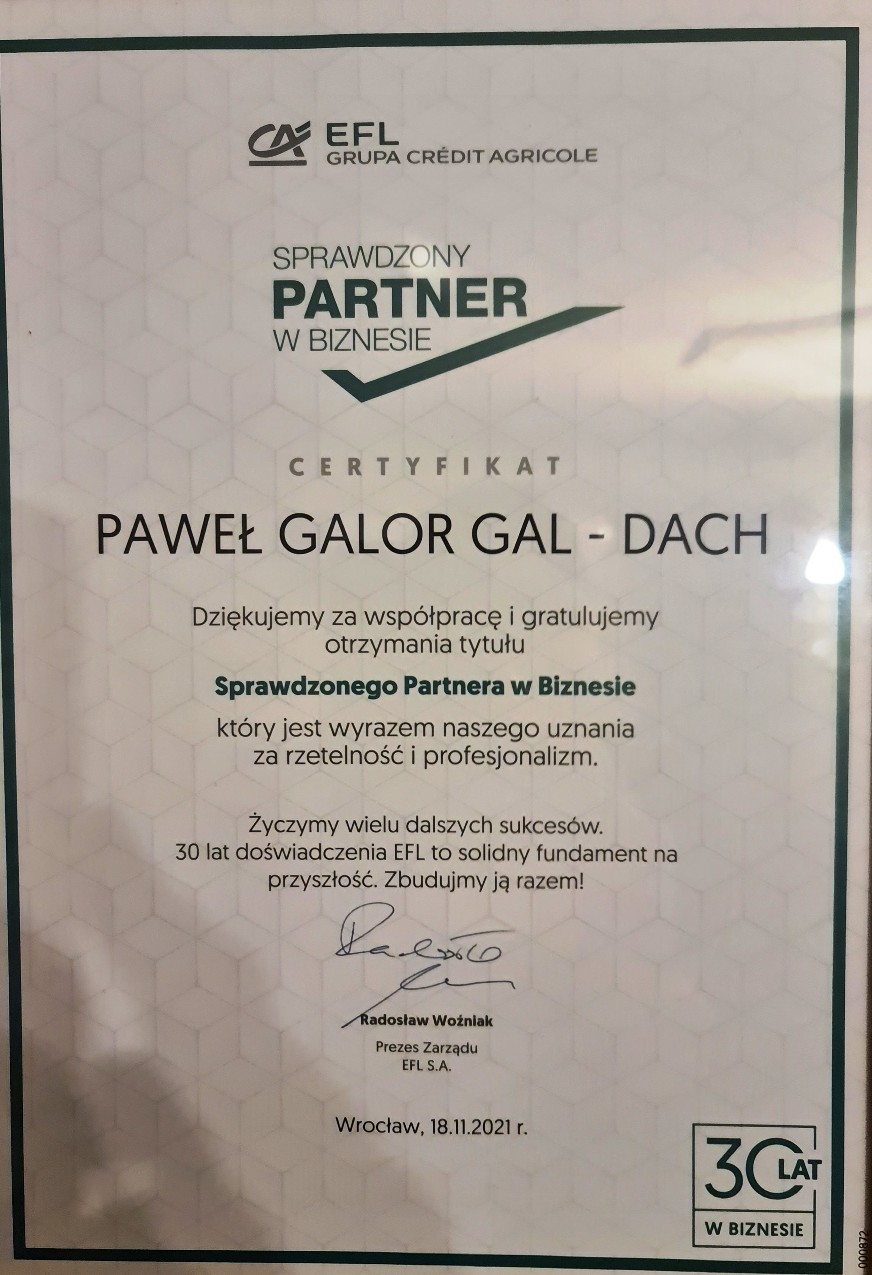 CA EFL
GRUPA CRÉDIT AGRICOLE
SPRAWDZONY
PARTNER
W BIZNESIE
CERTYFIKAT
PAWEŁ GALOR GAL - DACH
Dziękujemy za współpracę i gratulujemy
otrzymania tytułu
Sprawdzonego Partnera w Biznesie
który jest wyrazem naszego uznania
za rzetelność i profesjonalizm.
Życzymy wielu dalszych sukcesów.
30 lat doświadczenia EFL to solidny fundament na
przyszłość. Zbudujmy ją razem!
Radosław Woźniak
Prezes Zarządu
EFL S.A.
Wrocław, 18.11.2021 r.
30 LAT
W BIZNESIE
000872